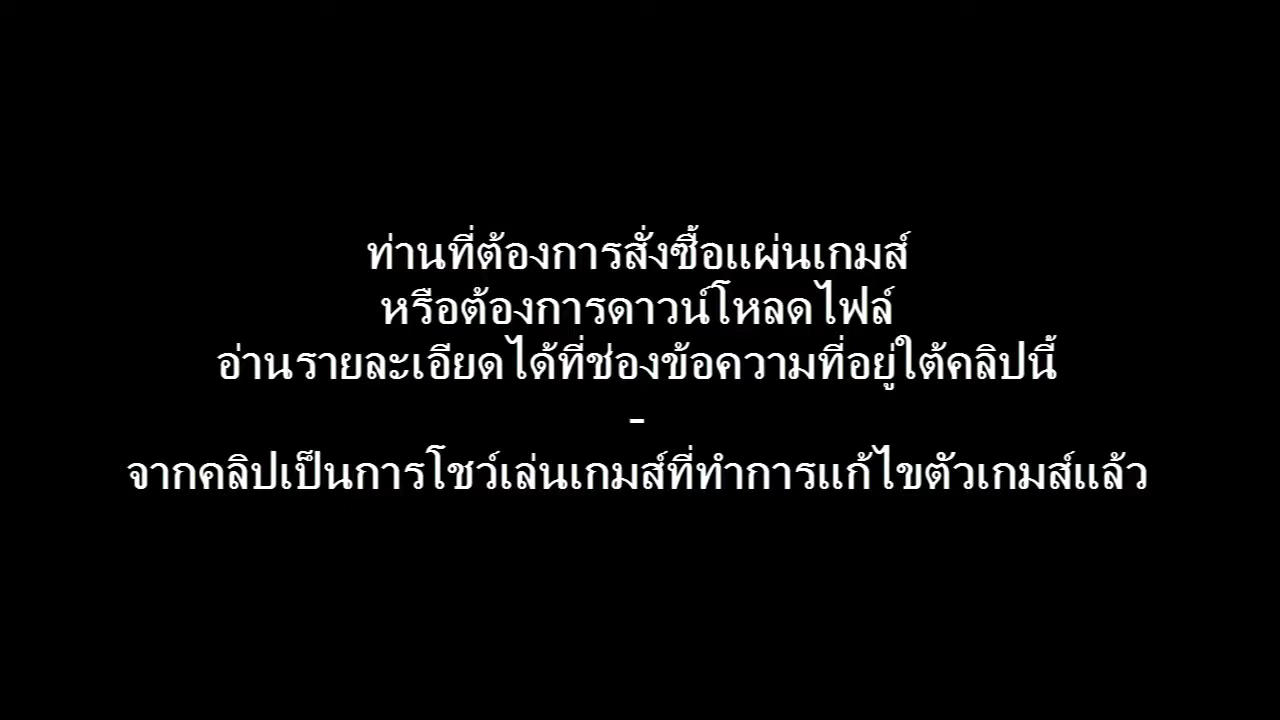 ท่านที่ต้องการสั่งซื้อแผ่นเกมส์
หรือต้องการดาวน์โหลดไฟล์
อ่านรายละเอียดได้ที่ช่องข้อความที่อยู่ใต้คลิปนี้
-
จากคลิปเป็นการโชว์เล่นเกมส์ที่ทำการแก้ไขตัวเกมส์แล้ว